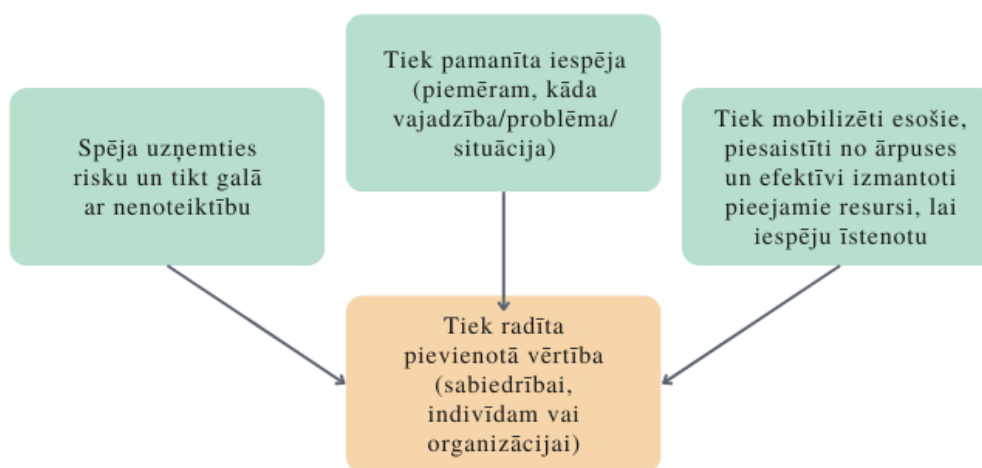 Tiek pamanīta iespēja
(piemēram, kāda
vajadzība/problēma/
situācija)
Spēja uzņemties
risku un tikt galā
ar nenoteiktību
Tiek mobilizēti esošie,
piesaistīti no ārpuses
un efektīvi izmantoti
pieejamie resursi, lai
iespēju īstenotu
Tiek radīta
pievienotā vērtība
(sabiedrībai,
indivīdam vai
organizācijai)